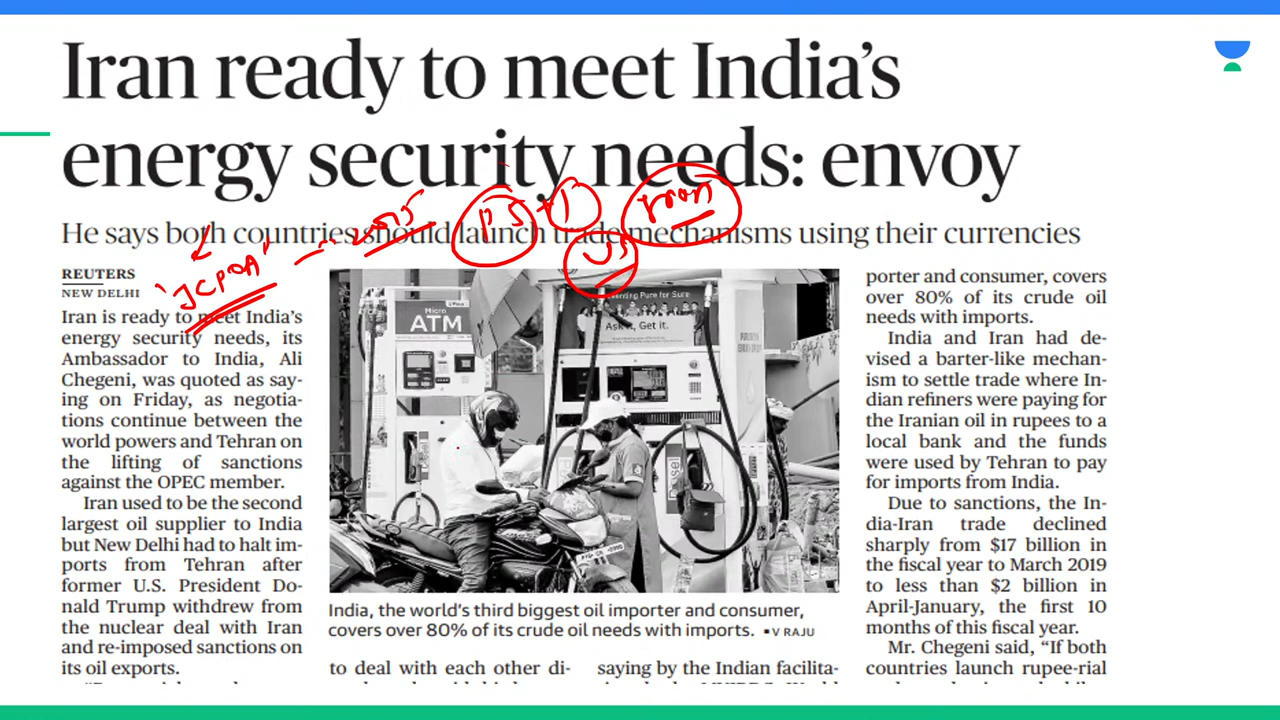 Iran ready to meet India's
energy security needs: envoy
He says both countries should launch trade mechanisms using their currencies
'JCPOA' - 2015
P5 + 1
US
Iran
REUTERS
NEW DELHI
Iran is ready to meet India's
energy security needs, its
Ambassador to India, Ali
Chegeni, was quoted as say-
ing on Friday, as negotia-
tions continue between the
world powers and Tehran on
the lifting of sanctions
against the OPEC member.
Iran used to be the second
largest oil supplier to India
but New Delhi had to halt im-
ports from Tehran after
former U.S. President Do-
nald Trump withdrew from
the nuclear deal with Iran
and re-imposed sanctions on
its oil exports.
Micro
ATM
Pure for Sure
Get it.
India, the world's third biggest oil importer and consumer,
covers over 80% of its crude oil needs with imports. ▪ V RAJU
to deal with each other di-
saying by the Indian facilita-
porter and consumer, covers
over 80% of its crude oil
needs with imports.
India and Iran had de-
vised a barter-like mechan-
ism to settle trade where In-
dian refiners were paying for
the Iranian oil in rupees to a
local bank and the funds
were used by Tehran to pay
for imports from India.
Due to sanctions, the In-
dia-Iran trade declined
sharply from $17 billion in
the fiscal year to March 2019
to less than $2 billion in
April-January, the first 10
months of this fiscal year.
Mr. Chegeni said, "If both
countries launch rupee-rial